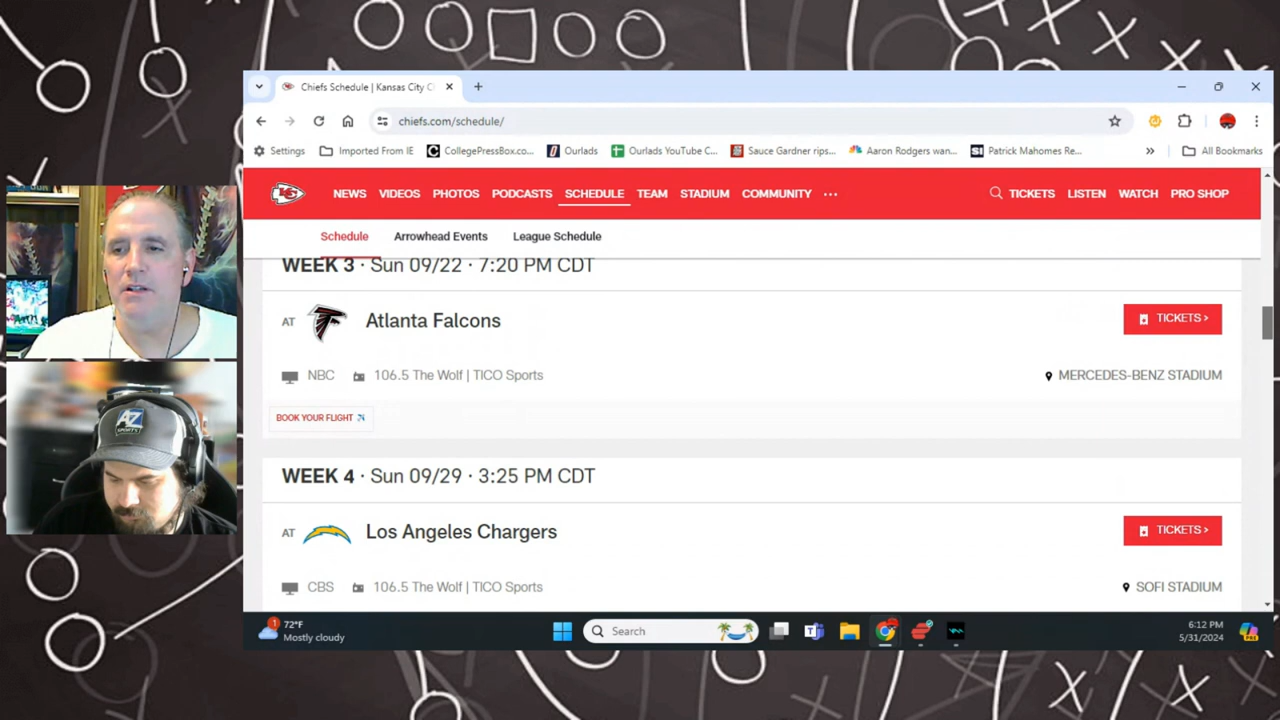 Chiefs Schedule | Kansas City C
chiefs.com/schedule/
Settings Imported From IE CollegePressBox.co... Ourlads Ourlads YouTube C... Sauce Gardner rips... Aaron Rodgers wan... Patrick Mahomes Re... » All Bookmarks
KC NEWS VIDEOS PHOTOS PODCASTS SCHEDULE TEAM STADIUM COMMUNITY ... TICKETS LISTEN WATCH PRO SHOP
Schedule Arrowhead Events League Schedule
WEEK 3 · Sun 09/22 · 7:20 PM CDT
AT Atlanta Falcons TICKETS >
NBC 106.5 The Wolf | TICO Sports MERCEDES-BENZ STADIUM
BOOK YOUR FLIGHT
WEEK 4 · Sun 09/29 · 3:25 PM CDT
AT Los Angeles Chargers TICKETS >
CBS 106.5 The Wolf | TICO Sports SOFI STADIUM
AZ
SPORTS
1 72°F
Mostly cloudy
Search
6:12 PM
5/31/2024
PRE